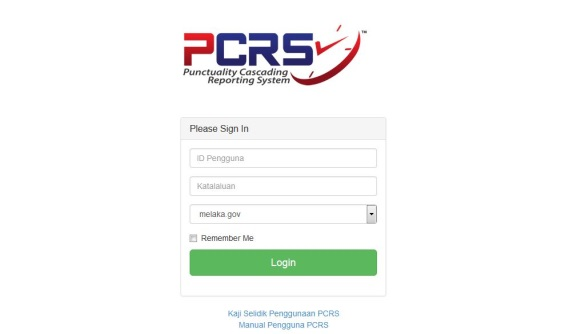 PCRS
TM
Punctuality Cascading
Reporting System
Please Sign In
ID Pengguna
Katalaluan
melaka.gov
Remember Me
Login
Kaji Selidik Penggunaan PCRS
Manual Pengguna PCRS